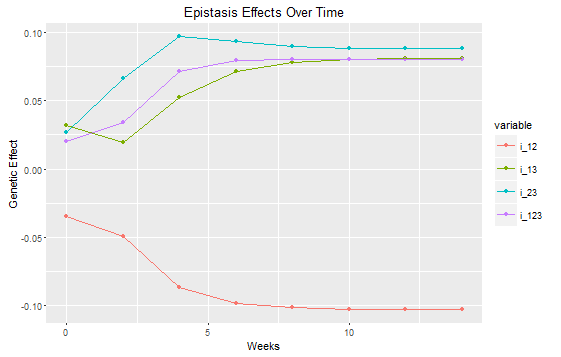 Epistasis Effects Over Time
Genetic Effect
0.10
0.05
0.00
-0.05
-0.10
0
5
10
Weeks
variable
i_12
i_13
i_23
i_123